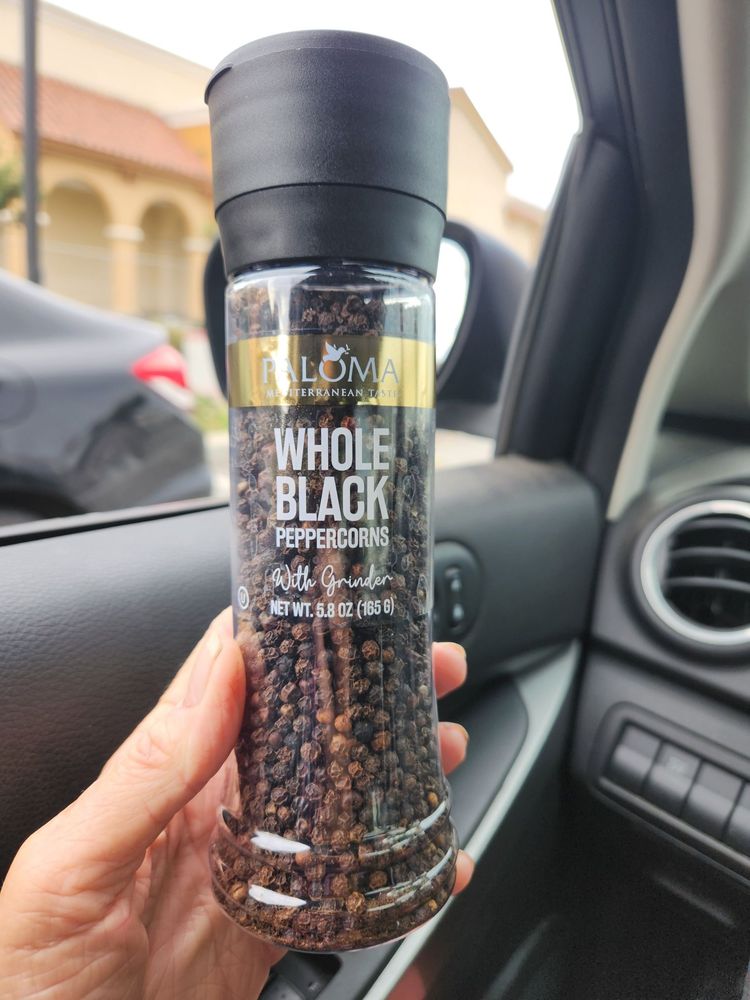 PALOMA
MEDITERRANEAN TASTE
WHOLE
BLACK
PEPPERCORNS
With Grinder
U
NET WT. 5.8 OZ (165 G)